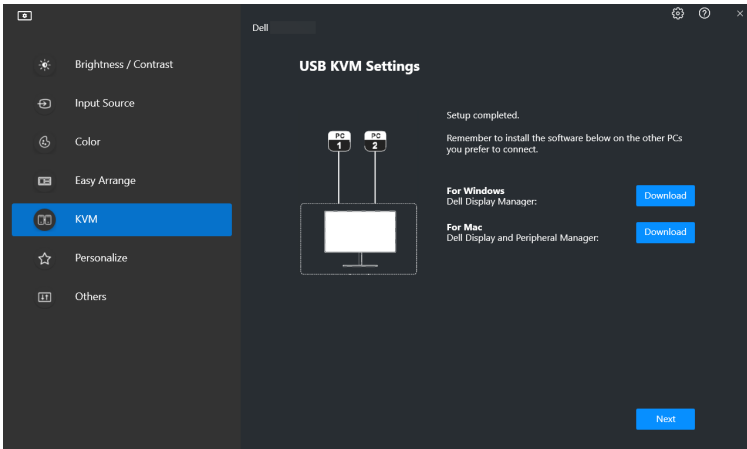 Dell
Brightness / Contrast
Input Source
Color
Easy Arrange
KVM
Personalize
Others
USB KVM Settings
PC
1
PC
2
Setup completed.
Remember to install the software below on the other PCs
you prefer to connect.
For Windows
Dell Display Manager:
Download
For Mac
Dell Display and Peripheral Manager:
Download
Next